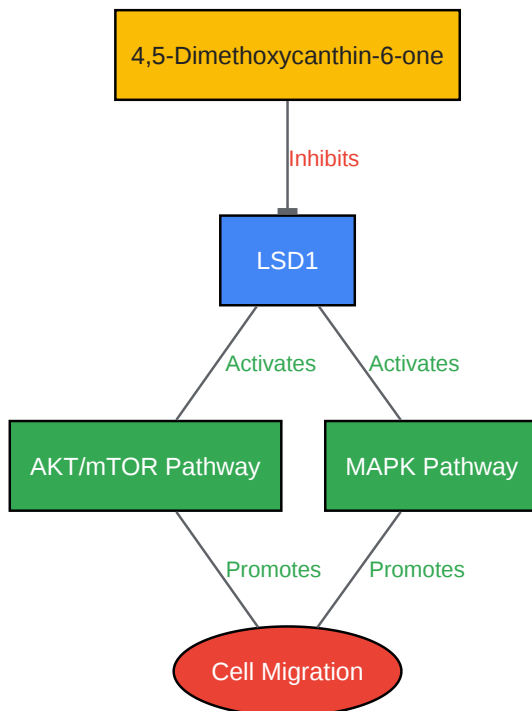 4,5-Dimethoxycanthin-6-one
Inhibits
LSD1
Activates
Activates
AKT/mTOR Pathway
MAPK Pathway
Promotes
Promotes
Cell Migration